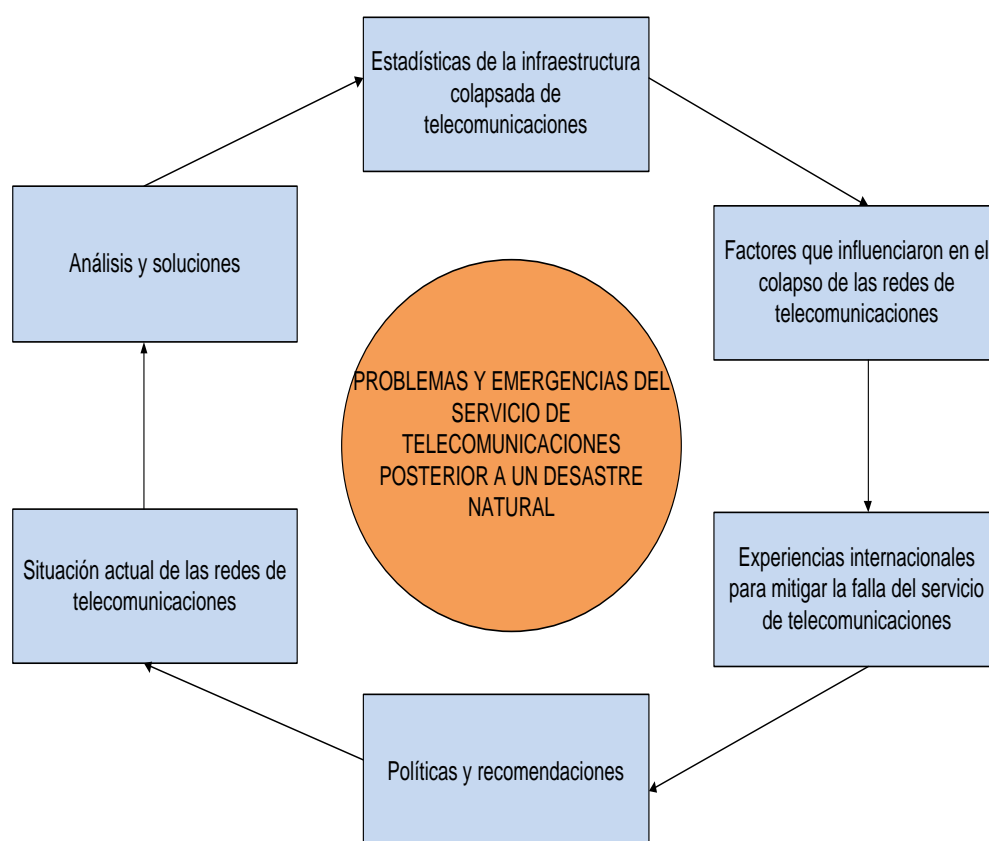 Estadísticas de la infraestructura
colapsada de
telecomunicaciones
Factores que influenciaron en el
colapso de las redes de
telecomunicaciones
Experiencias internacionales
para mitigar la falla del servicio
de telecomunicaciones
Políticas y recomendaciones
Situación actual de las redes de
telecomunicaciones
Análisis y soluciones
PROBLEMAS Y EMERGENCIAS DEL
SERVICIO DE
TELECOMUNICACIONES
POSTERIOR A UN DESASTRE
NATURAL